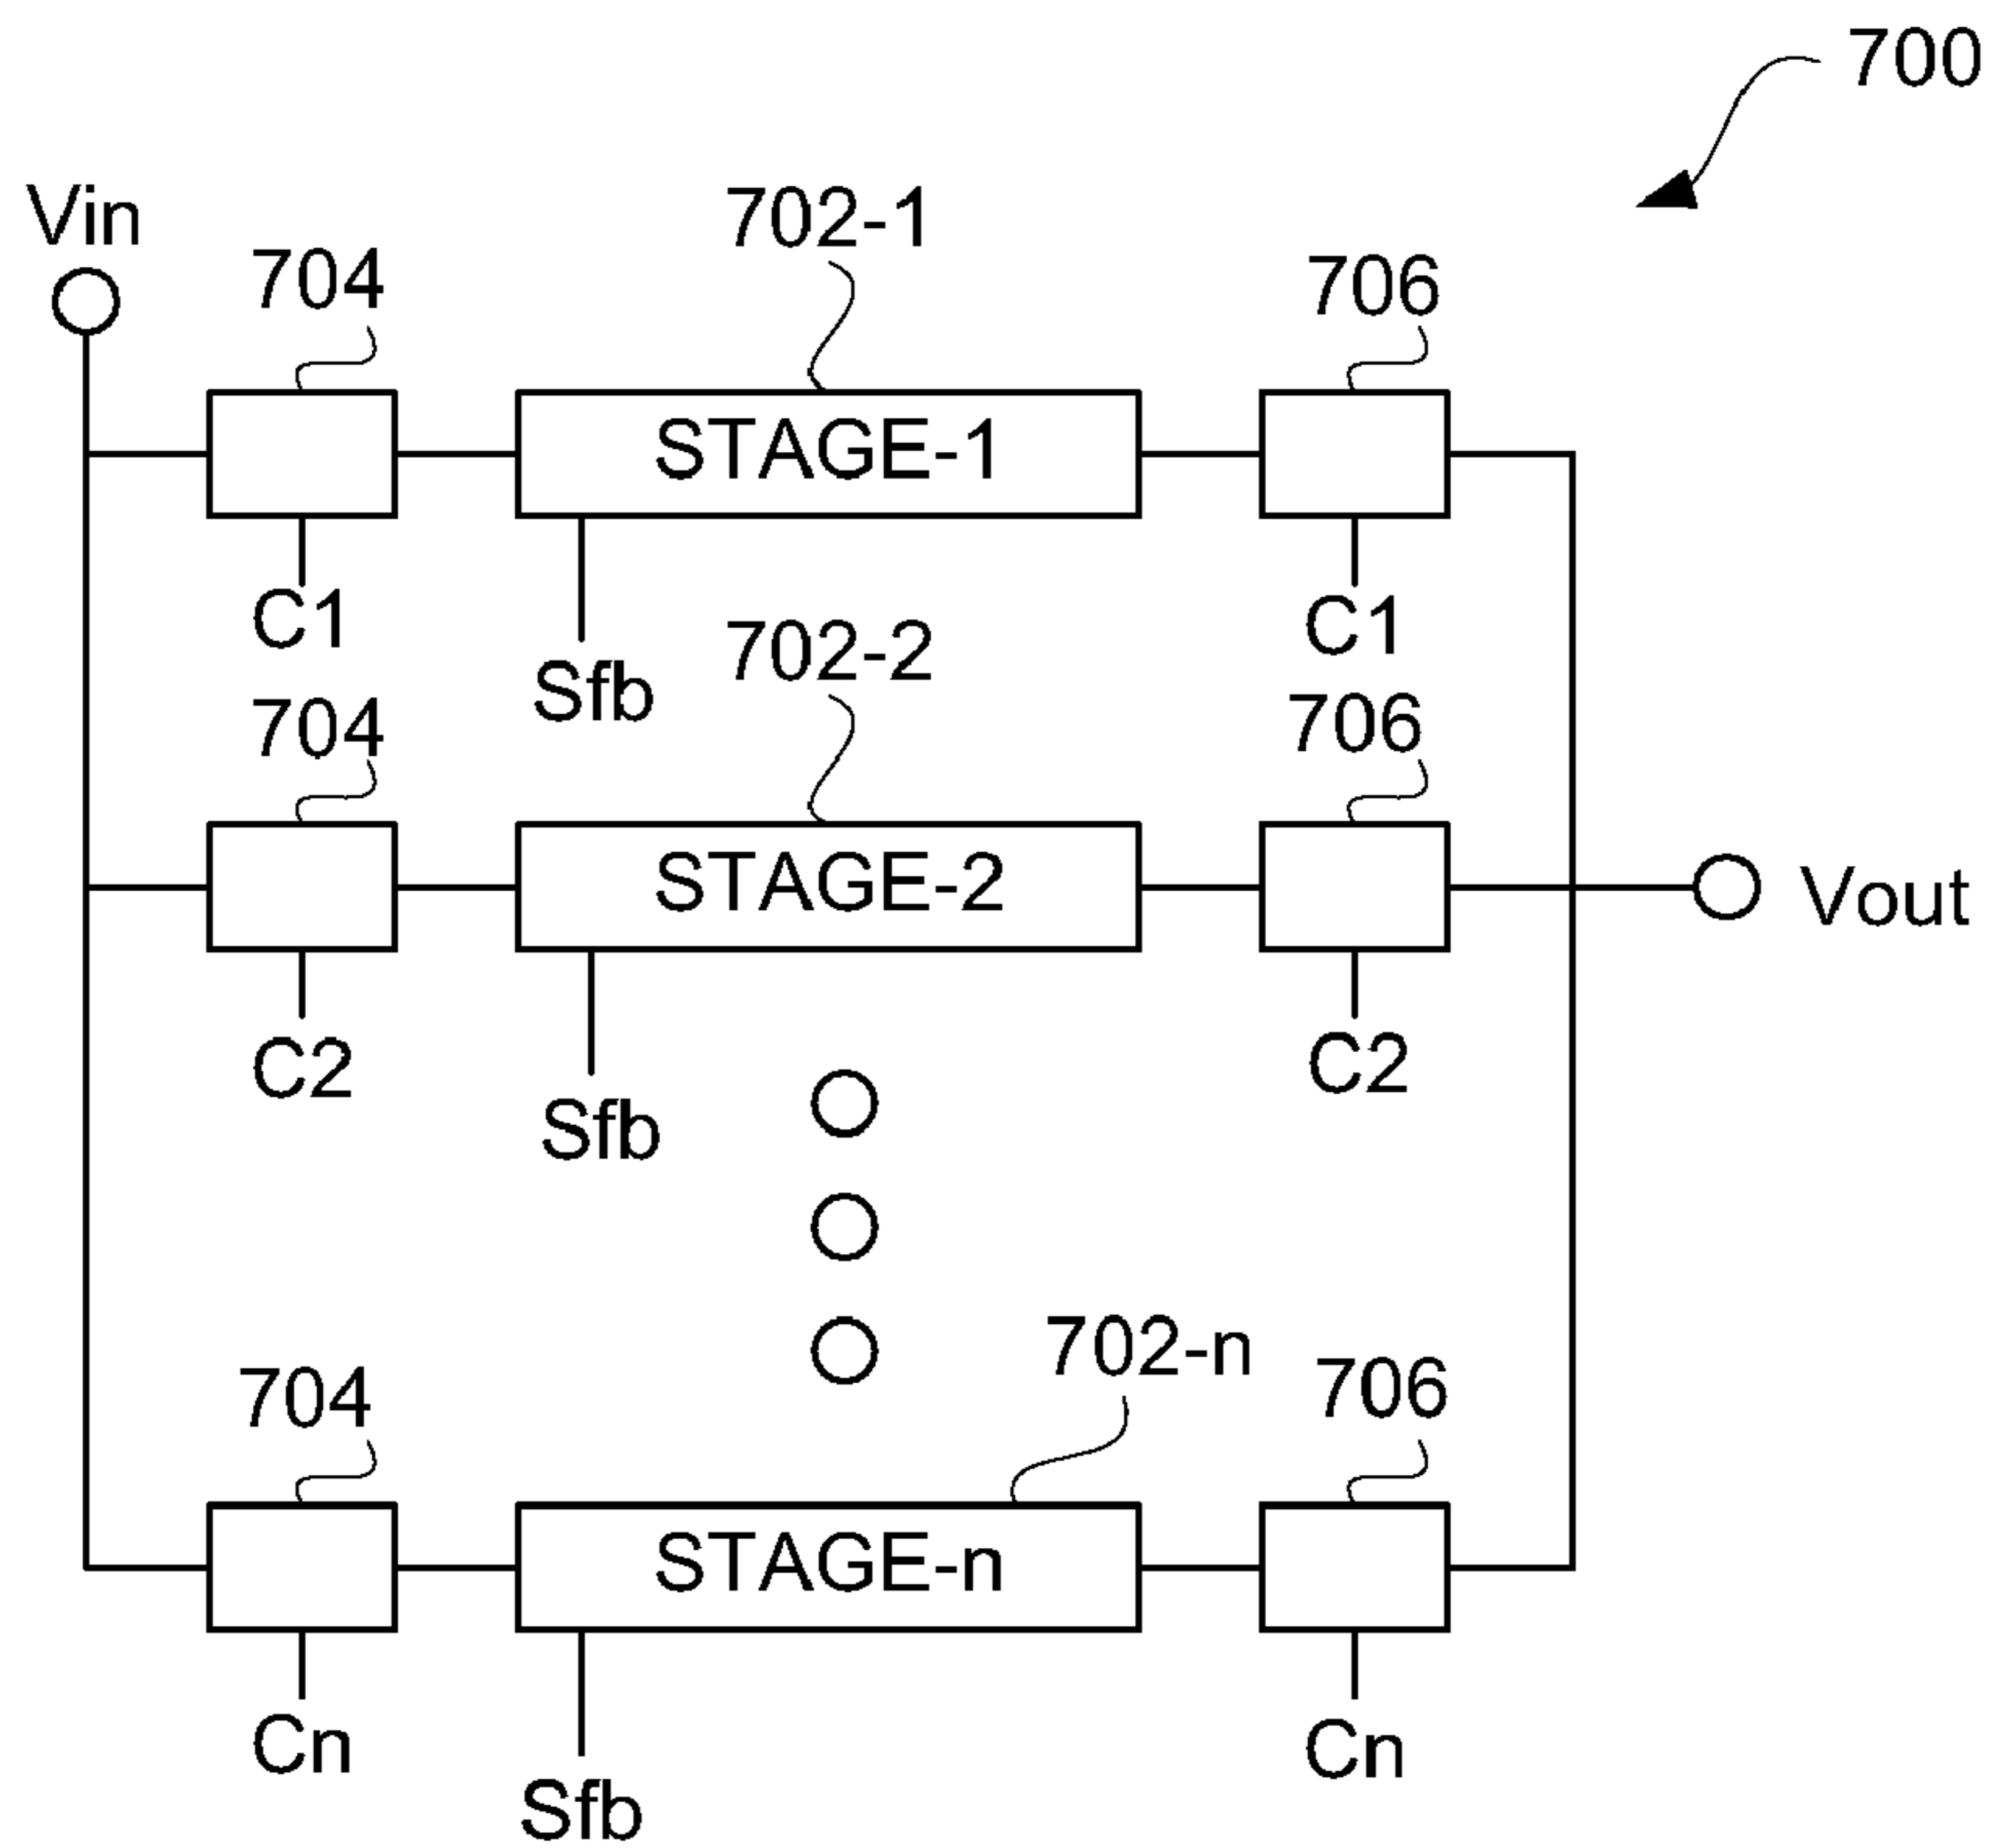 700
Vin
702-1
704
706
STAGE-1
C1
C1
Sfb
702-2
704
706
STAGE-2
Vout
C2
C2
Sfb
702-n
704
706
STAGE-n
Cn
Cn
Sfb